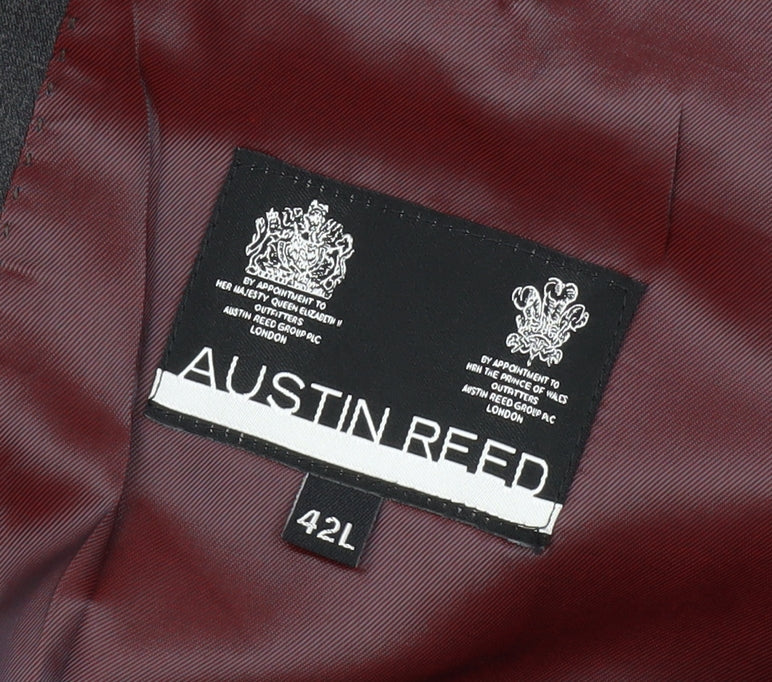 BY APPOINTMENT TO
HER MAJESTY QUEEN ELIZABETH II
OUTFITTERS
AUSTIN REED GROUP PLC
LONDON
BY APPOINTMENT TO
HRH THE PRINCE OF WALES
OUTFITTERS
AUSTIN REED GROUP PLC
LONDON
AUSTIN REED
42L